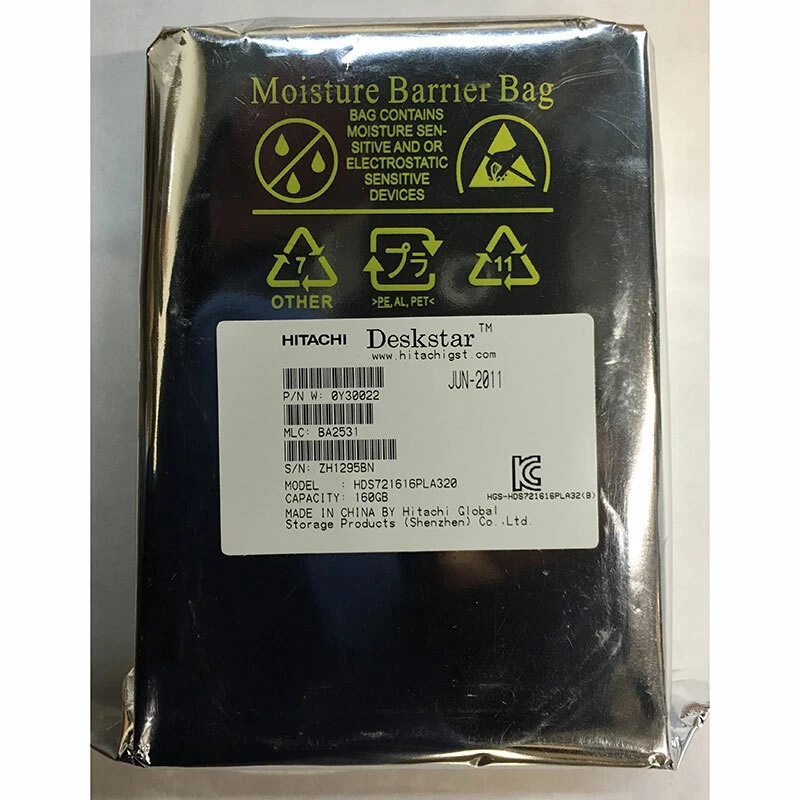 Moisture Barrier Bag
BAG CONTAINS
MOISTURE SEN-
SITIVE AND OR
ELECTROSTATIC
SENSITIVE
DEVICES
7
OTHER
プラ
>PE, AL, PET<
11
HITACHI Deskstar™
www.hitachigst.com
JUN-2011
P/N W: 0Y30022
MLC: BA2531
S/N: ZH1295BN
MODEL : HDS721616PLA320
CAPACITY: 160GB
HGS-HDS721616PLA32(B)
MADE IN CHINA BY Hitachi Global
Storage Products (Shenzhen) Co.,Ltd.